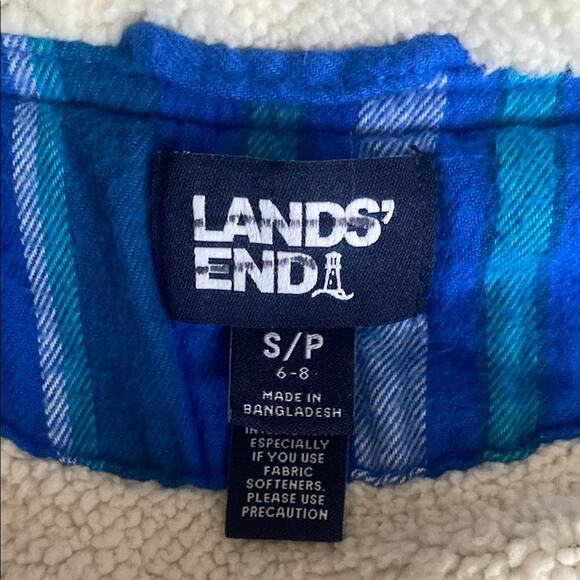 LANDS'
END
S/P
6-8
MADE IN
BANGLADESH
ESPECIALLY
IF YOU USE
FABRIC
SOFTENERS.
PLEASE USE
PRECAUTION